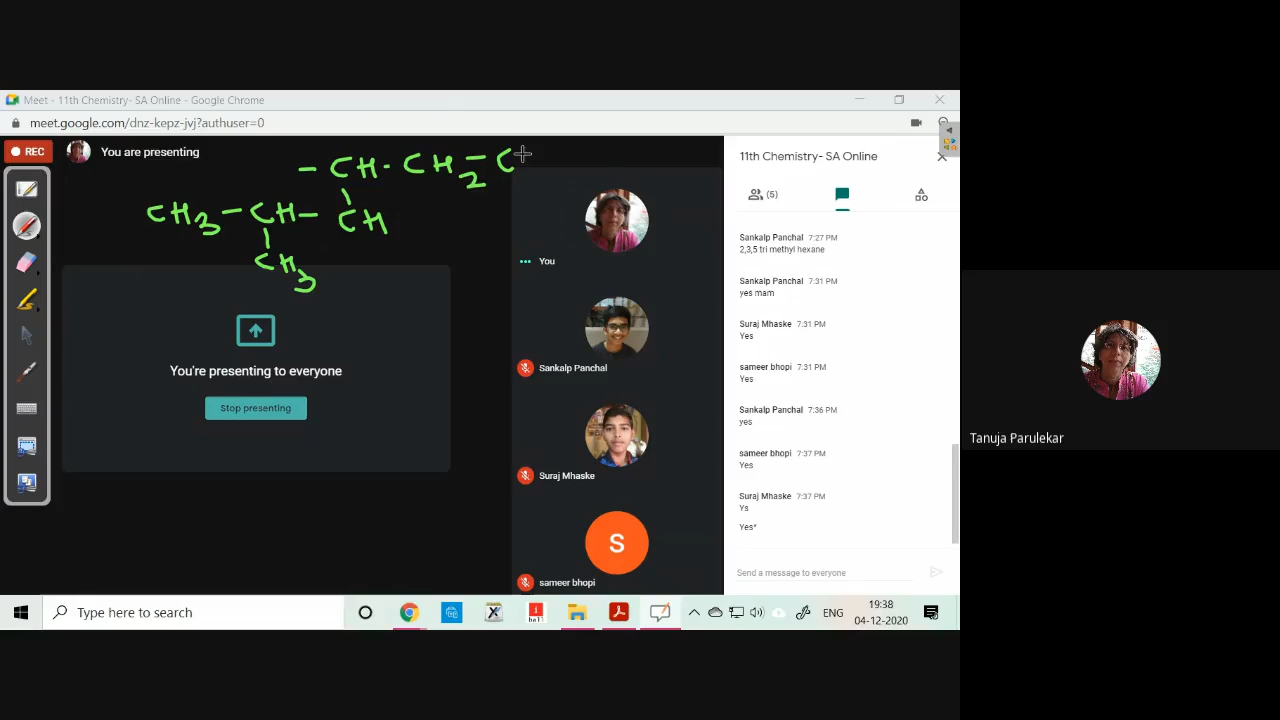 Meet - 11th Chemistry- SA Online - Google Chrome
meet.google.com/dnz-kepz-jvj?authuser=0
REC
You are presenting
- CH - CH2 - C
CH3 - CH - CH
CH3
You're presenting to everyone
Stop presenting
You
Sankalp Panchal
Suraj Mhaske
S
sameer bhopi
11th Chemistry- SA Online
(5)
Sankalp Panchal 7:27 PM
2,3,5 tri methyl hexane
Sankalp Panchal 7:31 PM
yes mam
Suraj Mhaske 7:31 PM
Yes
sameer bhopi 7:31 PM
Yes
Sankalp Panchal 7:36 PM
yes
sameer bhopi 7:37 PM
Yes
Suraj Mhaske 7:37 PM
Ys
Yes*
Send a message to everyone
Tanuja Parulekar
Type here to search
ENG
19:38
04-12-2020